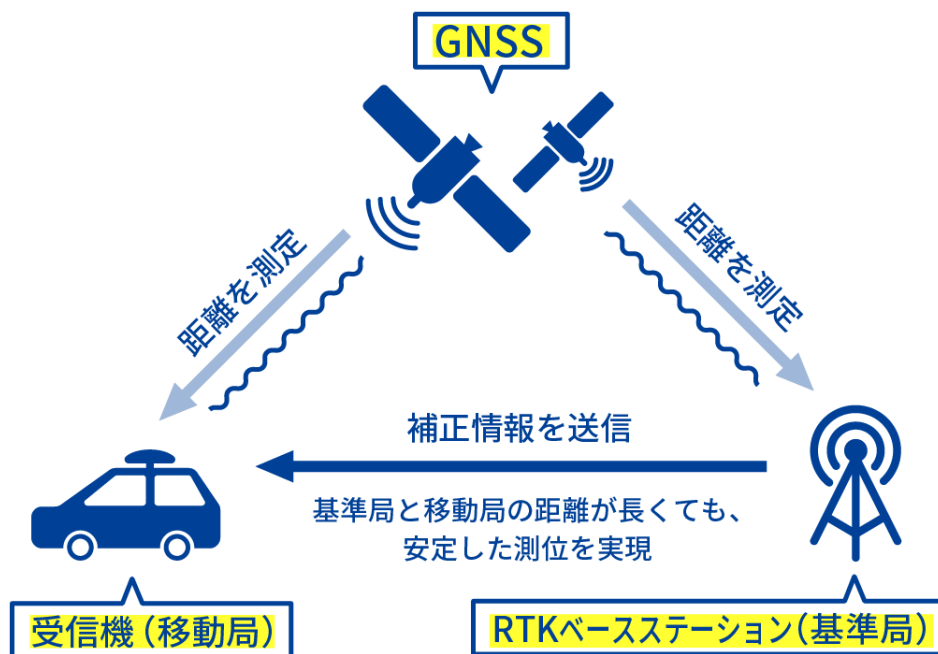 GNSS
距離を測定
距離を測定
補正情報を送信
基準局と移動局の距離が長くても、
安定した測位を実現
受信機（移動局）
RTKベースステーション（基準局）